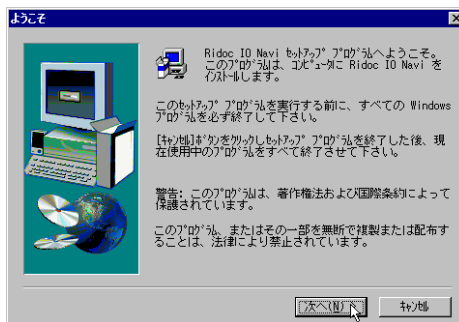 ようこそ
Ridoc IO Navi ｾｯﾄｱｯﾌﾟ ﾌﾟﾛｸﾞﾗﾑへようこそ。
このﾌﾟﾛｸﾞﾗﾑは、ｺﾝﾋﾟｭｰﾀに Ridoc IO Navi を
ｲﾝｽﾄｰﾙします。
このｾｯﾄｱｯﾌﾟ ﾌﾟﾛｸﾞﾗﾑを実行する前に、すべての Windows
ﾌﾟﾛｸﾞﾗﾑを必ず終了して下さい。
[ｷｬﾝｾﾙ]ﾎﾞﾀﾝをｸﾘｯｸしｾｯﾄｱｯﾌﾟ ﾌﾟﾛｸﾞﾗﾑを終了した後、現
在使用中のﾌﾟﾛｸﾞﾗﾑをすべて終了させて下さい。
警告: このﾌﾟﾛｸﾞﾗﾑは、著作権法および国際条約によって
保護されています。
このﾌﾟﾛｸﾞﾗﾑ、またはその一部を無断で複製または配布す
ることは、法律により禁止されています。
次へ(N) >
ｷｬﾝｾﾙ